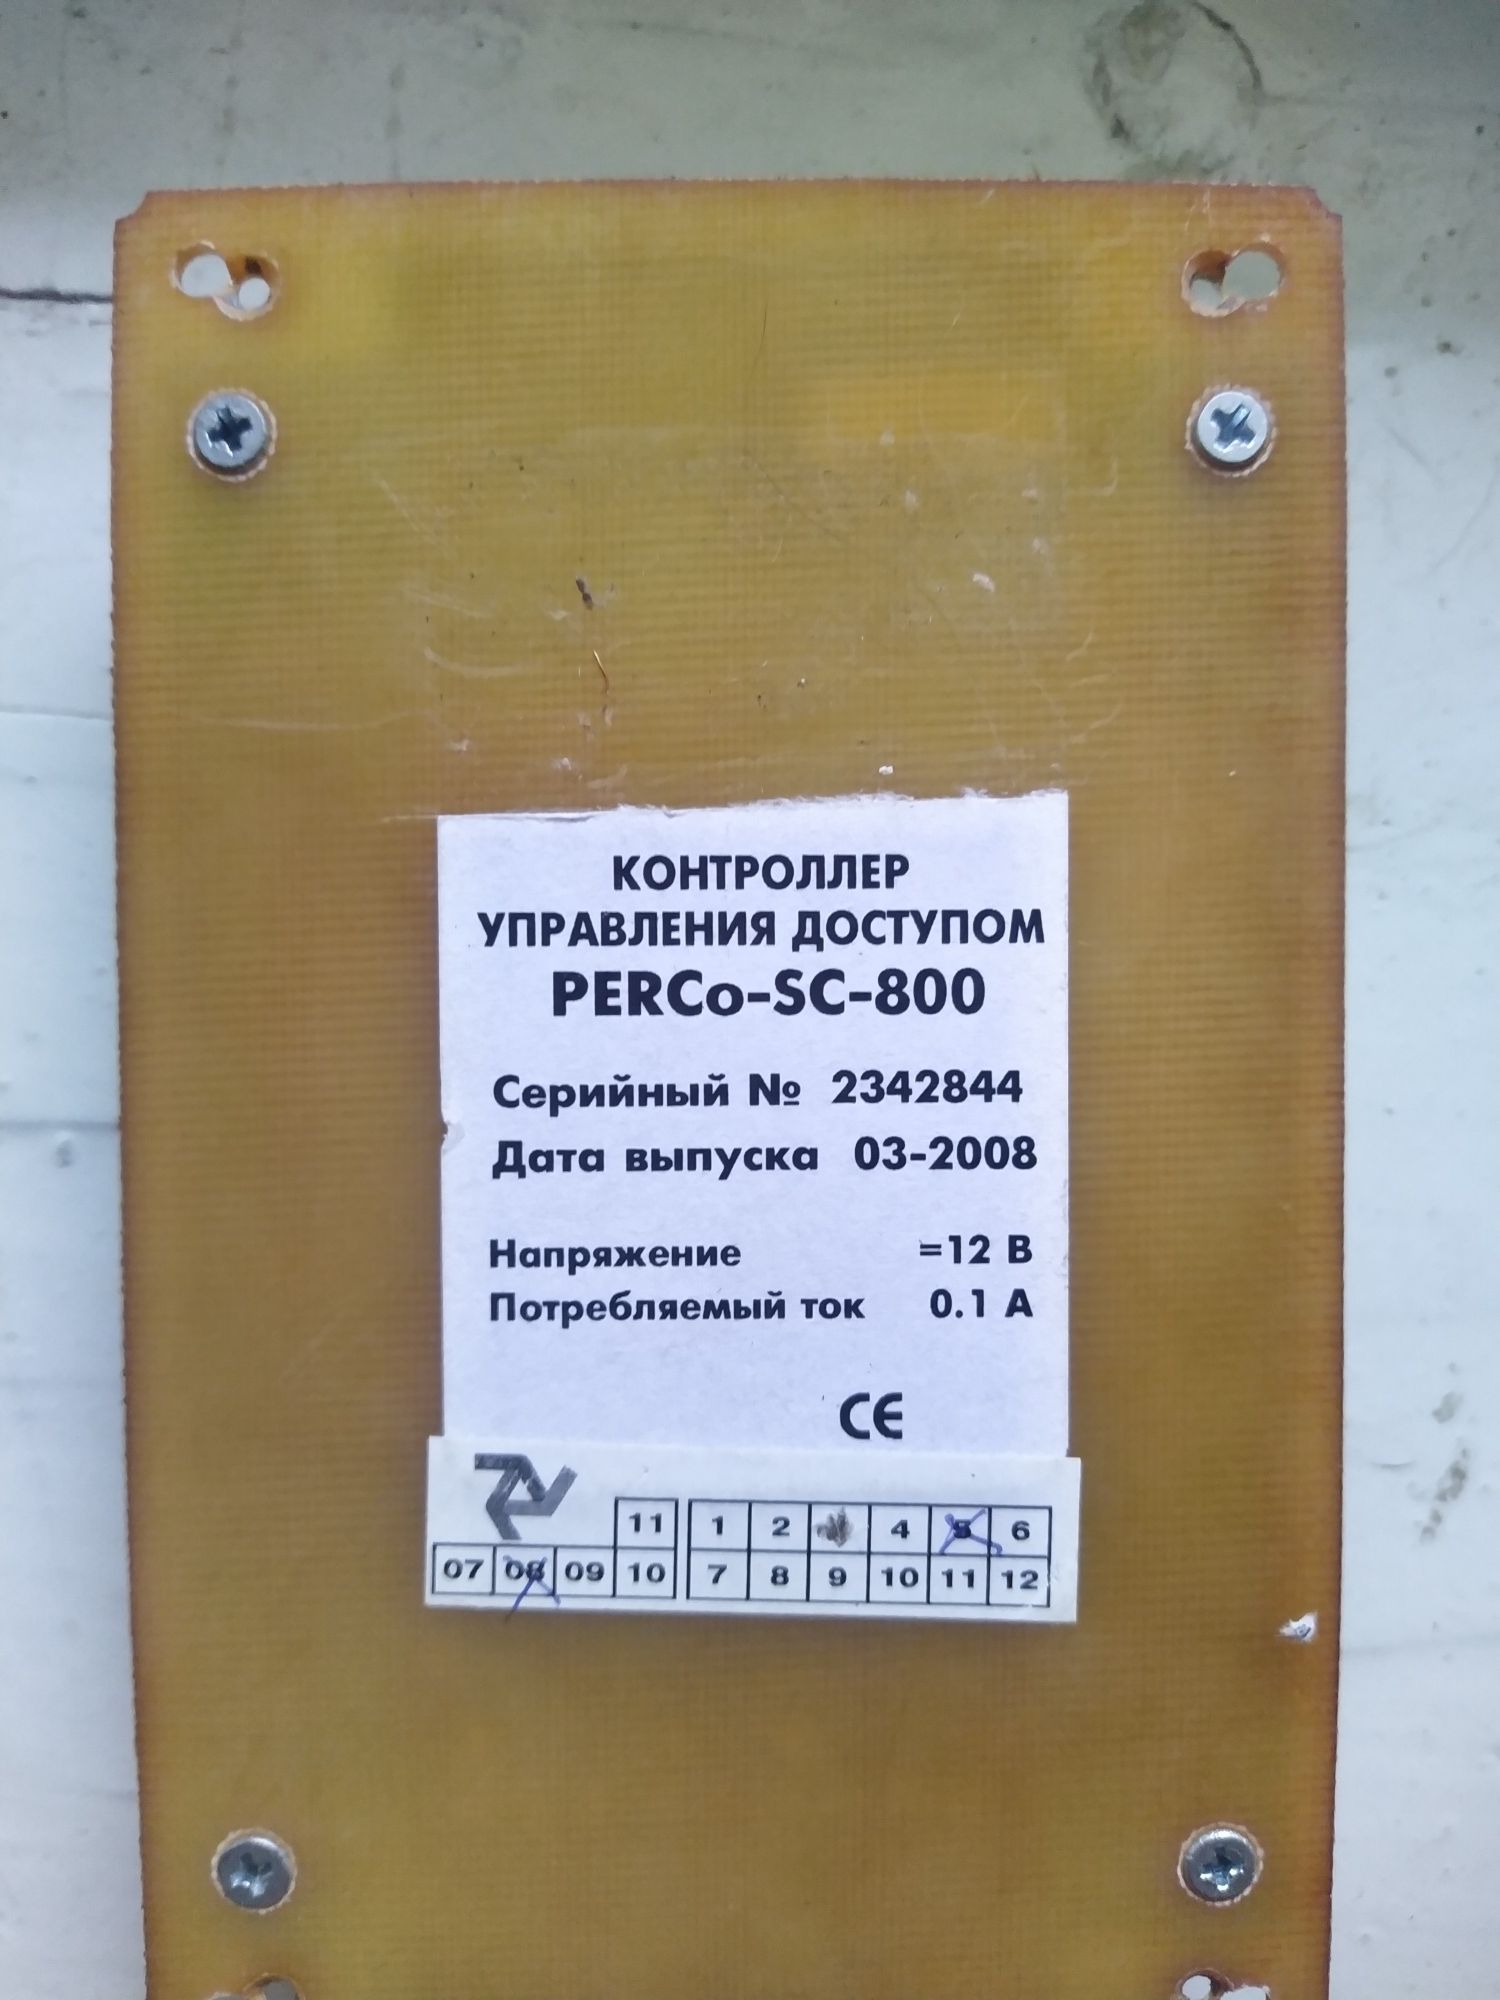 КОНТРОЛЛЕР
УПРАВЛЕНИЯ ДОСТУПОМ
PERCo-SC-800
Серийный № 2342844
Дата выпуска 03-2008
Напряжение =12 В
Потребляемый ток 0.1 А
CE
11 1 2 4 5 6
07 08 09 10 7 8 9 10 11 12